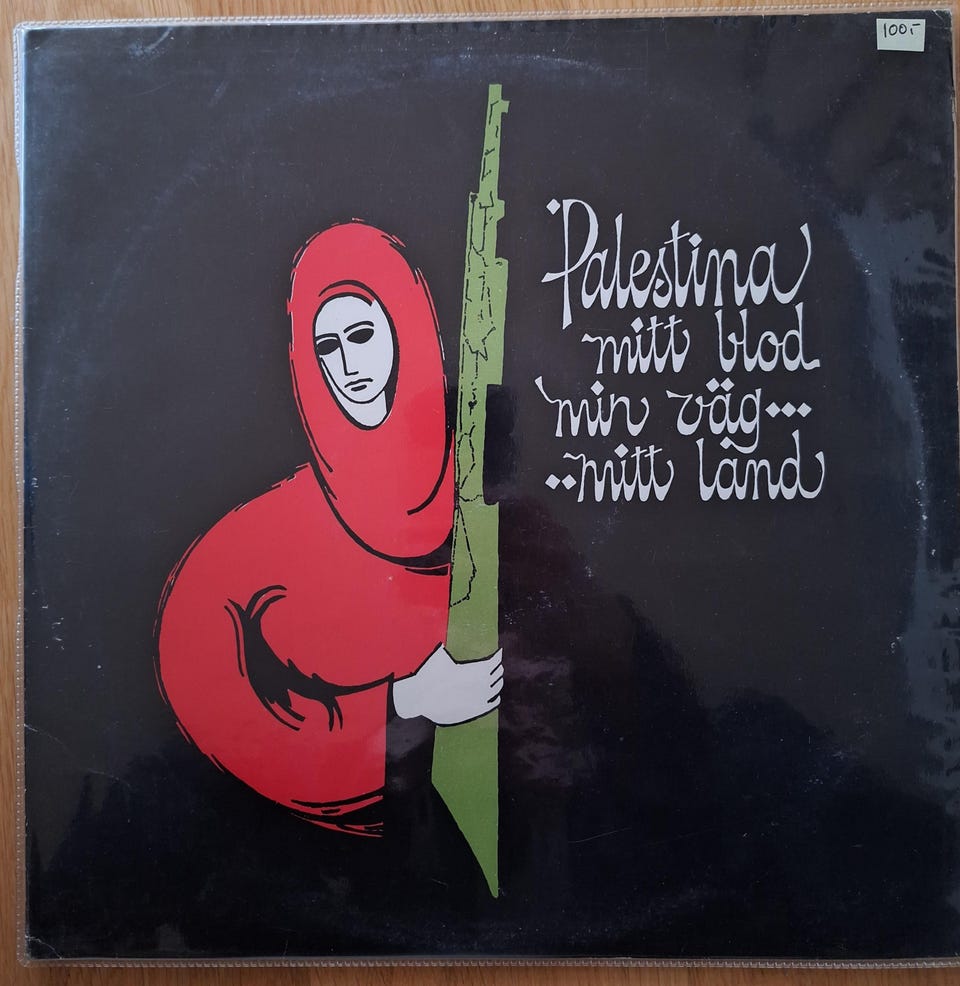 100:-
Palestina
mitt blod
min väg...
..mitt land